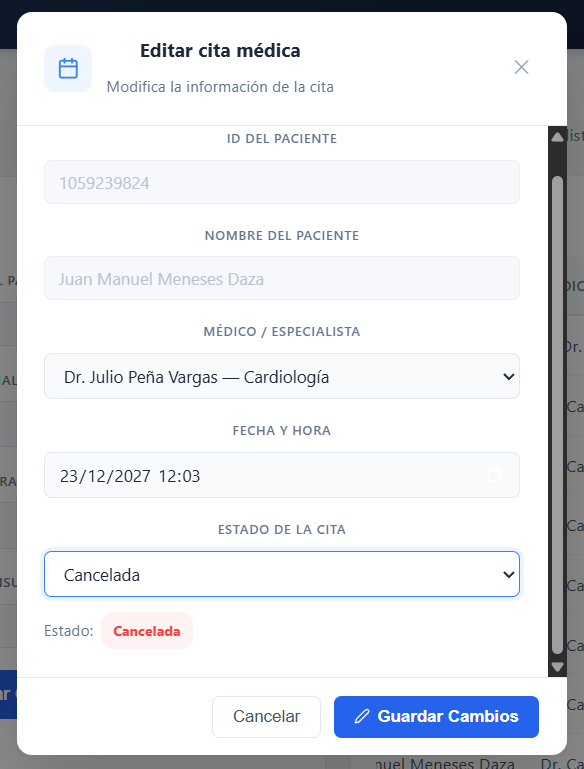 Editar cita médica
Modifica la información de la cita
ID DEL PACIENTE
1059239824
NOMBRE DEL PACIENTE
Juan Manuel Meneses Daza
MÉDICO / ESPECIALISTA
Dr. Julio Peña Vargas — Cardiología
FECHA Y HORA
23/12/2027 12:03
ESTADO DE LA CITA
Cancelada
Estado: Cancelada
Cancelar
Guardar Cambios
Meneses Daza